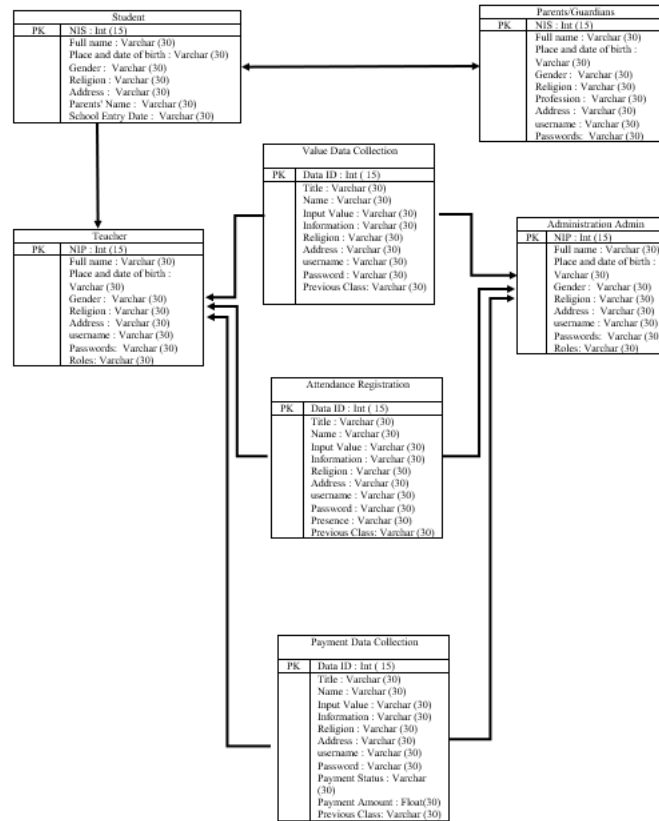 Student
PK NIS : Int (15)
Full name : Varchar (30)
Place and date of birth : Varchar (30)
Gender : Varchar (30)
Religion : Varchar (30)
Address : Varchar (30)
Parents' Name : Varchar (30)
School Entry Date : Varchar (30)
Parents/Guardians
PK NIS : Int (15)
Full name : Varchar (30)
Place and date of birth :
Varchar (30)
Gender : Varchar (30)
Religion : Varchar (30)
Profession : Varchar (30)
Address : Varchar (30)
username : Varchar (30)
Passwords: Varchar (30)
Value Data Collection
PK Data ID : Int ( 15)
Title : Varchar (30)
Name : Varchar (30)
Input Value : Varchar (30)
Information : Varchar (30)
Religion : Varchar (30)
Address : Varchar (30)
username : Varchar (30)
Password : Varchar (30)
Previous Class: Varchar (30)
Teacher
PK NIP : Int (15)
Full name : Varchar (30)
Place and date of birth :
Varchar (30)
Gender : Varchar (30)
Religion : Varchar (30)
Address : Varchar (30)
username : Varchar (30)
Passwords: Varchar (30)
Roles: Varchar (30)
Administration Admin
PK NIP : Int (15)
Full name : Varchar (30)
Place and date of birth :
Varchar (30)
Gender : Varchar (30)
Religion : Varchar (30)
Address : Varchar (30)
username : Varchar (30)
Passwords: Varchar (30)
Roles: Varchar (30)
Attendance Registration
PK Data ID : Int ( 15)
Title : Varchar (30)
Name : Varchar (30)
Input Value : Varchar (30)
Information : Varchar (30)
Religion : Varchar (30)
Address : Varchar (30)
username : Varchar (30)
Password : Varchar (30)
Presence : Varchar (30)
Previous Class: Varchar (30)
Payment Data Collection
PK Data ID : Int ( 15)
Title : Varchar (30)
Name : Varchar (30)
Input Value : Varchar (30)
Information : Varchar (30)
Religion : Varchar (30)
Address : Varchar (30)
username : Varchar (30)
Password : Varchar (30)
Payment Status : Varchar
(30)
Payment Amount : Float(30)
Previous Class: Varchar (30)